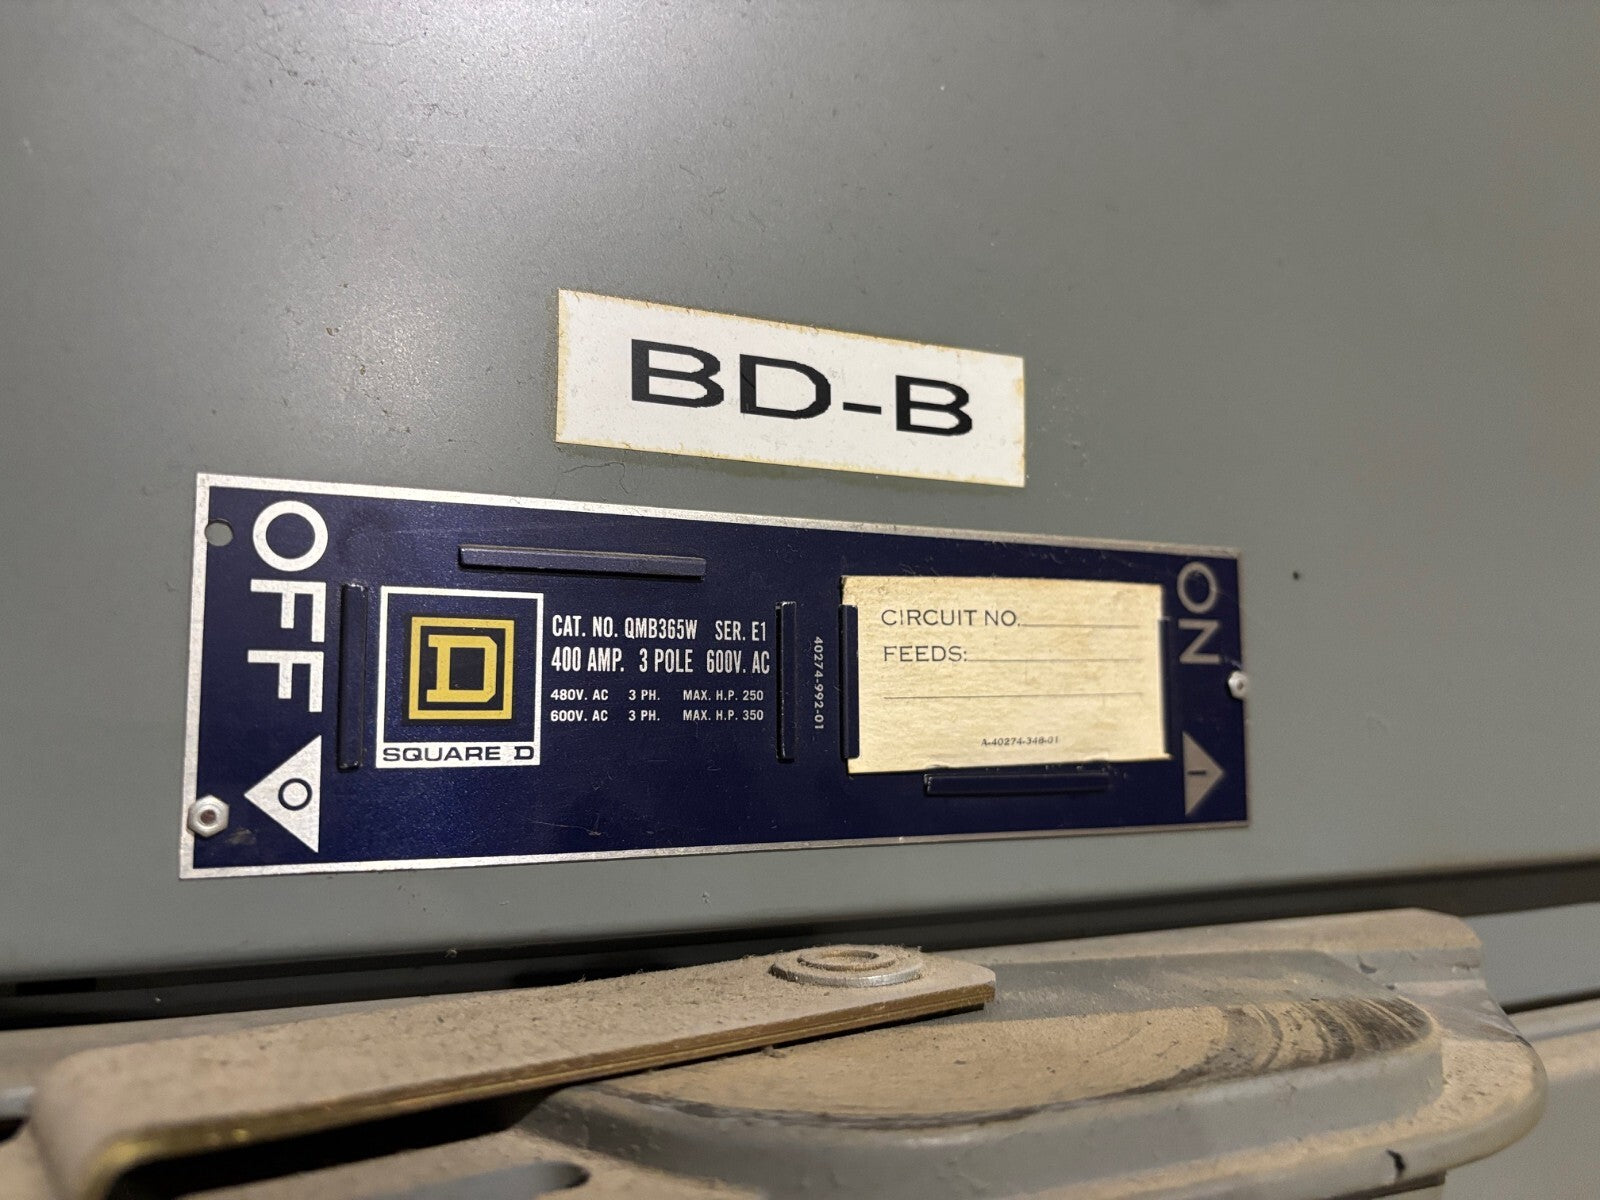 BD-B
OFF
O
D
SQUARE D
CAT. NO. QMB365W SER. E1
400 AMP. 3 POLE 600V. AC
480V. AC 3 PH. MAX. H.P. 250
600V. AC 3 PH. MAX. H.P. 350
40274-992-01
CIRCUIT NO.
FEEDS:
A-40274-348-01
ON
I